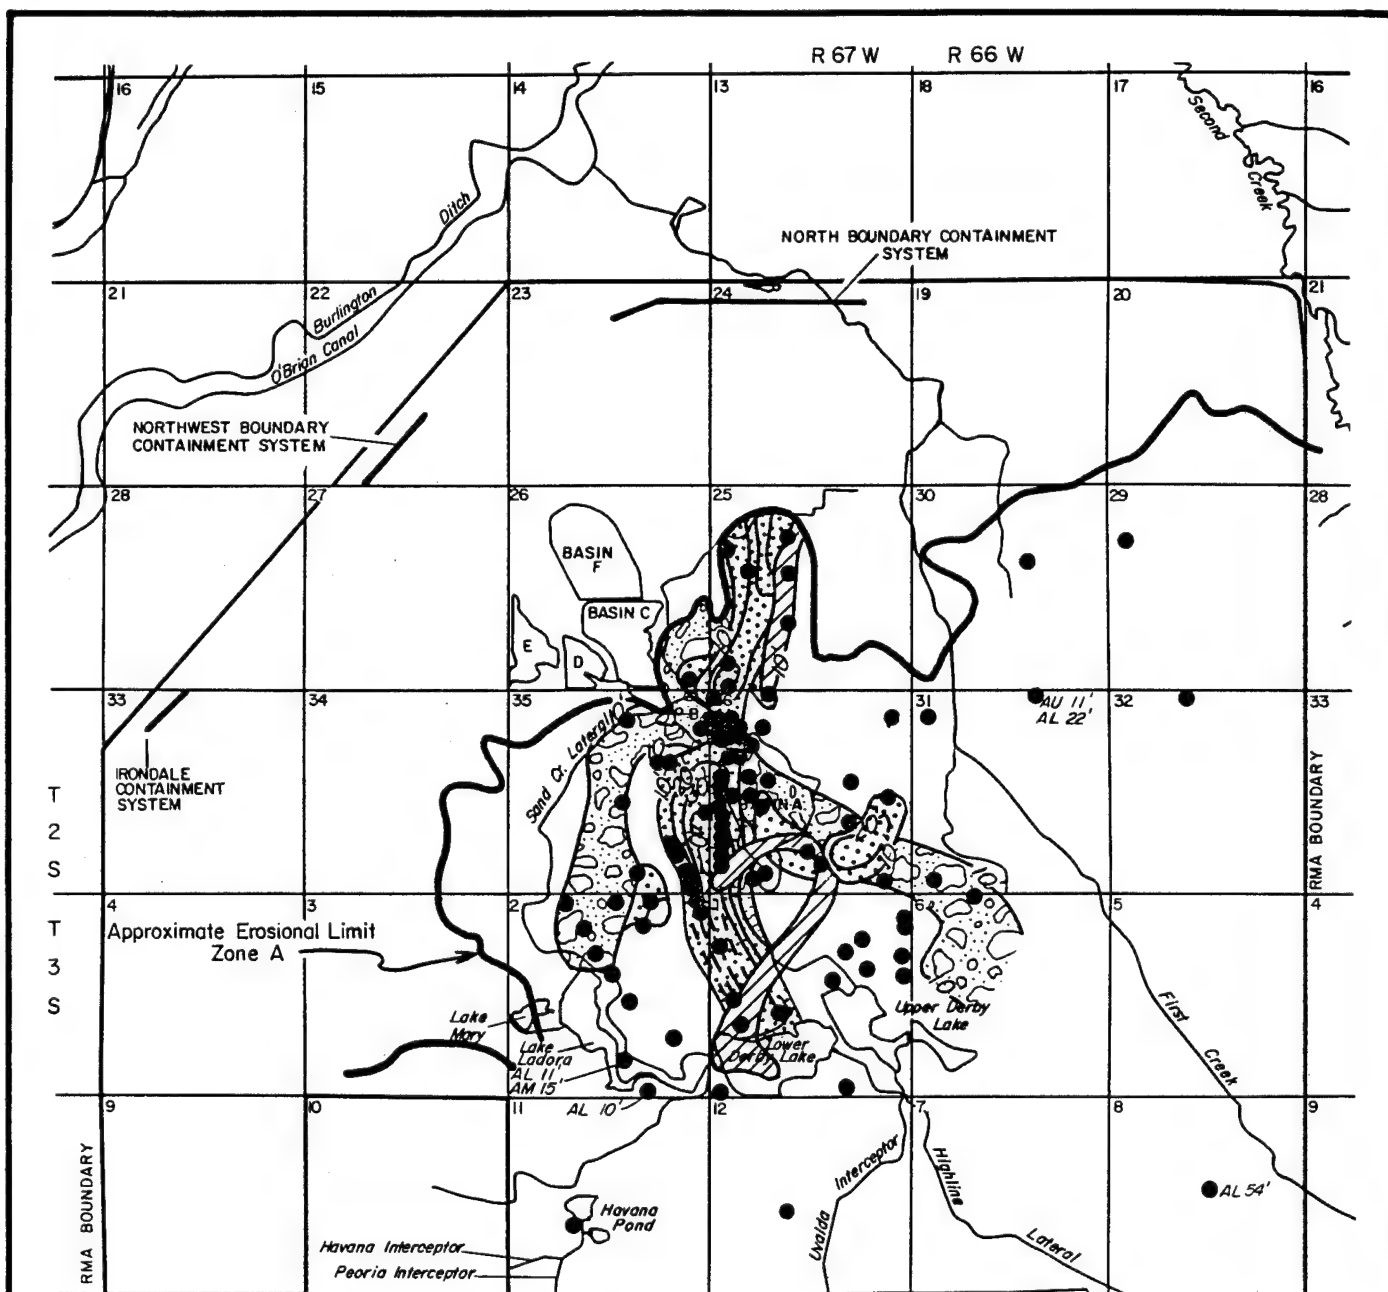 R 67 W R 66 W
16 15 14 13 18 17 16
Second
Creek
Ditch
NORTH BOUNDARY CONTAINMENT
SYSTEM
21 22 23 24 19 20 21
Burlington
O'Brian Canal
NORTHWEST BOUNDARY
CONTAINMENT SYSTEM
28 27 26 25 30 29 28
BASIN
F
BASIN C
E
D
33 34 35 31 32 33
AU 11'
AL 22'
Sand Cr. Lateral
IRONDALE
CONTAINMENT
SYSTEM
RMA BOUNDARY
T
2
S
4 3 2 6 5 4
T
3
S
Approximate Erosional Limit
Zone A
Upper Derby
Lake
First
Creek
Lake
Mary
Lake
Ladora
Lower
Derby Lake
AL 11'
AM 15'
AL 10'
9 10 11 12 7 8 9
RMA BOUNDARY
Interceptor
Uvalda
Highline
Lateral
AL 54'
Havana
Pond
Havana Interceptor
Peoria Interceptor